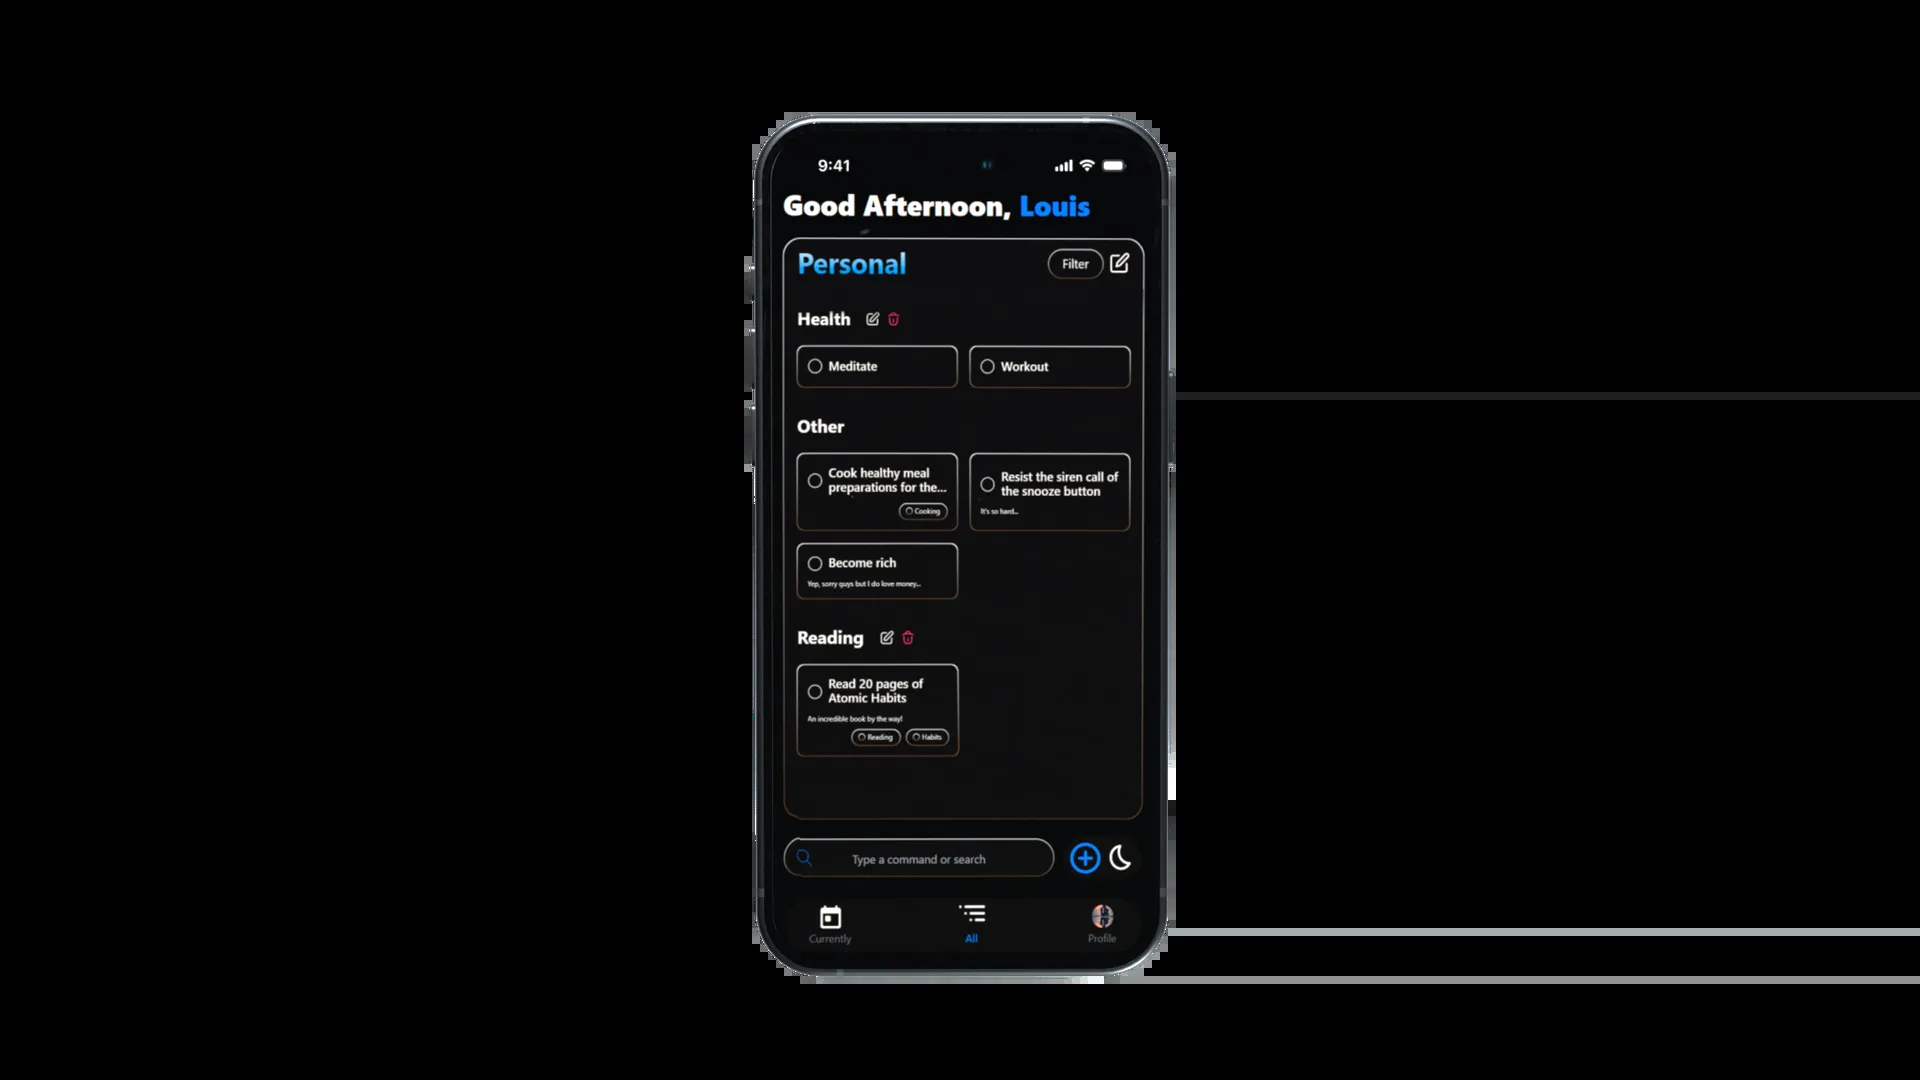 9:41
Good Afternoon, Louis
Personal
Filter
Health
Meditate
Workout
Other
Cook healthy meal
preparations for the...
Cooking
Resist the siren call of
the snooze button
It's so hard...
Become rich
Yep, sorry guys but I do love money...
Reading
Read 20 pages of
Atomic Habits
An incredible book by the way!
Reading
Habits
Type a command or search
Currently
All
Profile